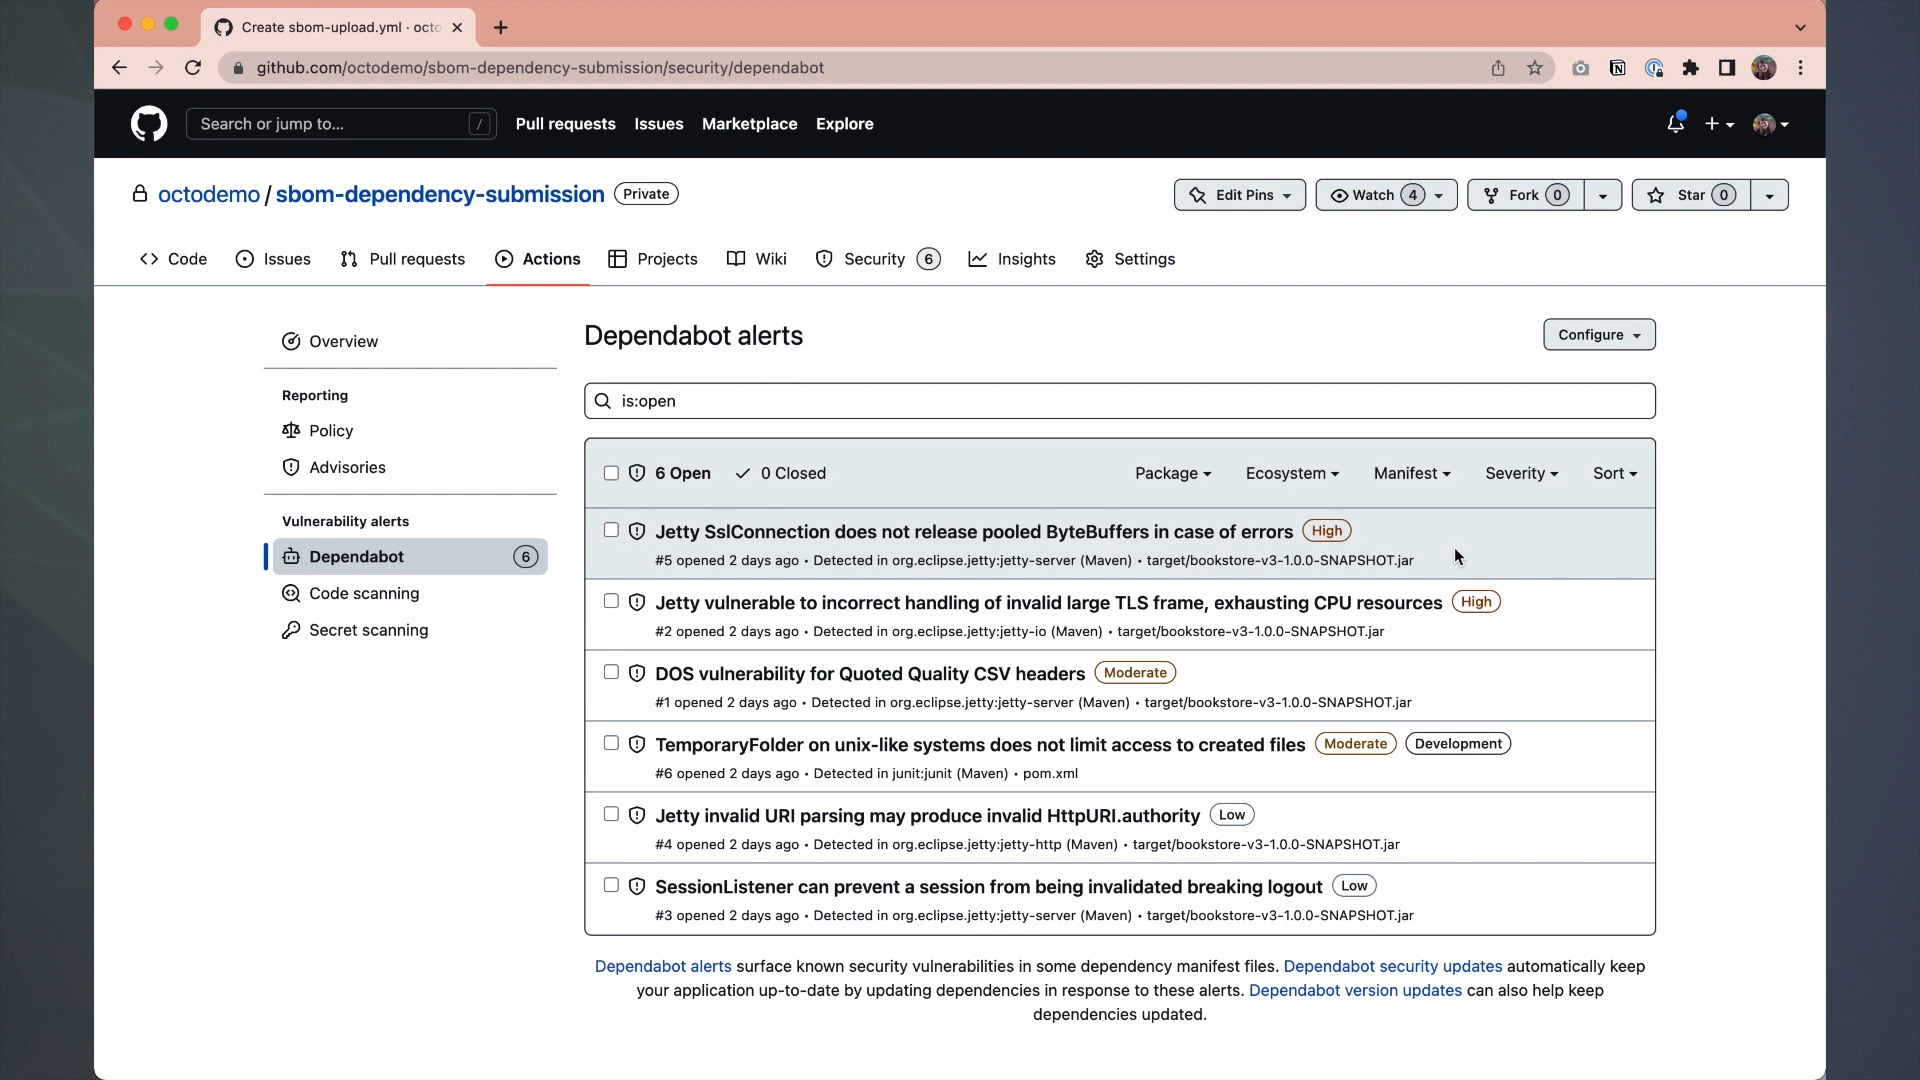 Create sbom-upload.yml · octo
github.com/octodemo/sbom-dependency-submission/security/dependabot
Search or jump to... /
Pull requests Issues Marketplace Explore
octodemo / sbom-dependency-submission Private
Edit Pins Watch 4 Fork 0 Star 0
Code Issues Pull requests Actions Projects Wiki Security 6 Insights Settings
Overview
Reporting
Policy
Advisories
Vulnerability alerts
Dependabot 6
Code scanning
Secret scanning
Dependabot alerts
Configure
is:open
6 Open 0 Closed Package Ecosystem Manifest Severity Sort
Jetty SslConnection does not release pooled ByteBuffers in case of errors High
#5 opened 2 days ago • Detected in org.eclipse.jetty:jetty-server (Maven) • target/bookstore-v3-1.0.0-SNAPSHOT.jar
Jetty vulnerable to incorrect handling of invalid large TLS frame, exhausting CPU resources High
#2 opened 2 days ago • Detected in org.eclipse.jetty:jetty-io (Maven) • target/bookstore-v3-1.0.0-SNAPSHOT.jar
DOS vulnerability for Quoted Quality CSV headers Moderate
#1 opened 2 days ago • Detected in org.eclipse.jetty:jetty-server (Maven) • target/bookstore-v3-1.0.0-SNAPSHOT.jar
TemporaryFolder on unix-like systems does not limit access to created files Moderate Development
#6 opened 2 days ago • Detected in junit:junit (Maven) • pom.xml
Jetty invalid URI parsing may produce invalid HttpURI.authority Low
#4 opened 2 days ago • Detected in org.eclipse.jetty:jetty-http (Maven) • target/bookstore-v3-1.0.0-SNAPSHOT.jar
SessionListener can prevent a session from being invalidated breaking logout Low
#3 opened 2 days ago • Detected in org.eclipse.jetty:jetty-server (Maven) • target/bookstore-v3-1.0.0-SNAPSHOT.jar
Dependabot alerts surface known security vulnerabilities in some dependency manifest files. Dependabot security updates automatically keep
your application up-to-date by updating dependencies in response to these alerts. Dependabot version updates can also help keep
dependencies updated.